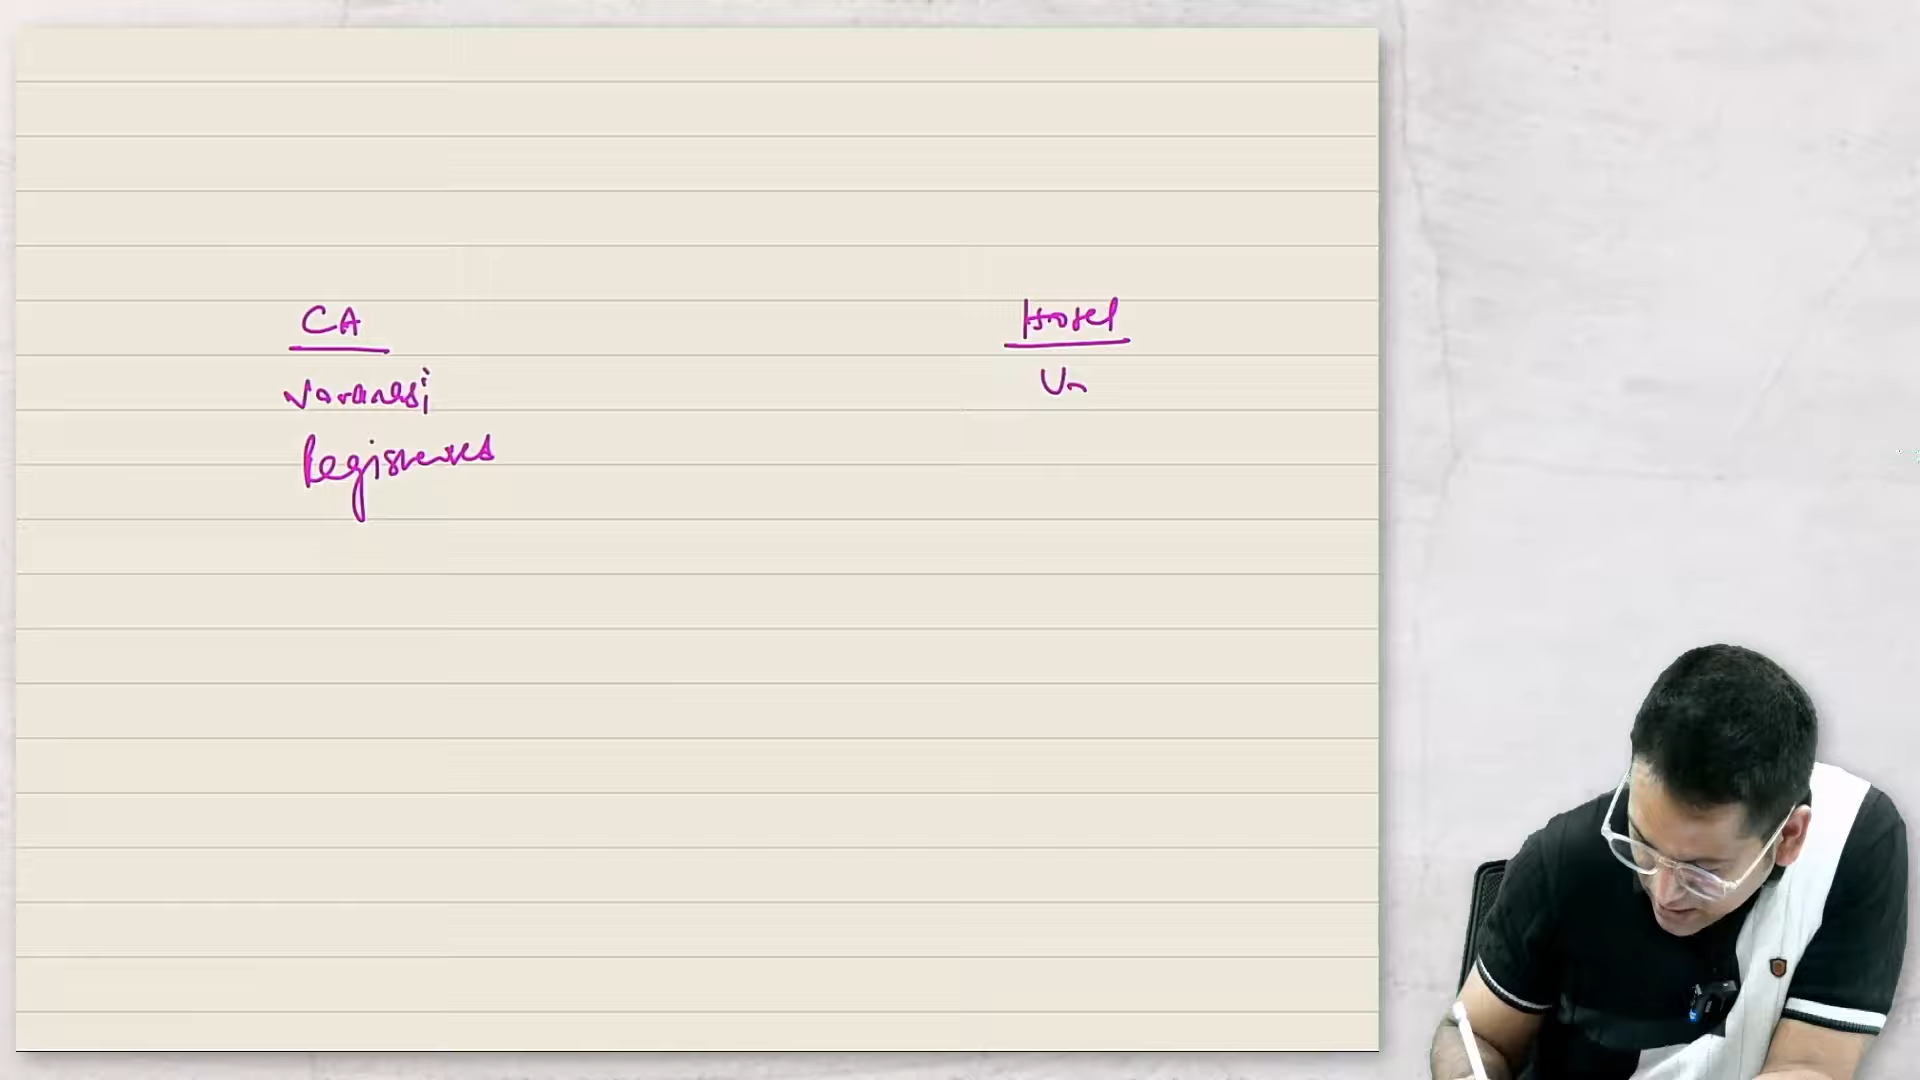 CA
Hotel
Varanasi
Un
Registered